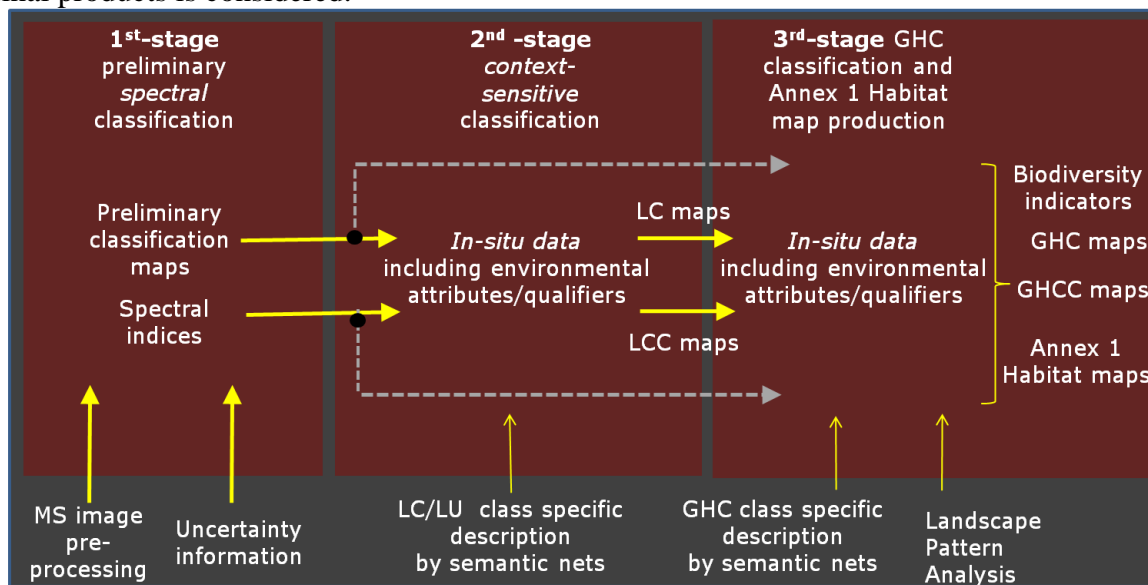 1st-stage
preliminary
spectral
classification
2nd -stage
context-
sensitive
classification
3rd-stage GHC
classification and
Annex 1 Habitat
map production
Preliminary
classification
maps
Spectral
indices
In-situ data
including environmental
attributes/qualifiers
LC maps
LCC maps
In-situ data
including environmental
attributes/qualifiers
Biodiversity
indicators
GHC maps
GHCC maps
Annex 1
Habitat maps
MS image
pre-
processing
Uncertainty
information
LC/LU class specific
description
by semantic nets
GHC class specific
description
by semantic nets
Landscape
Pattern
Analysis